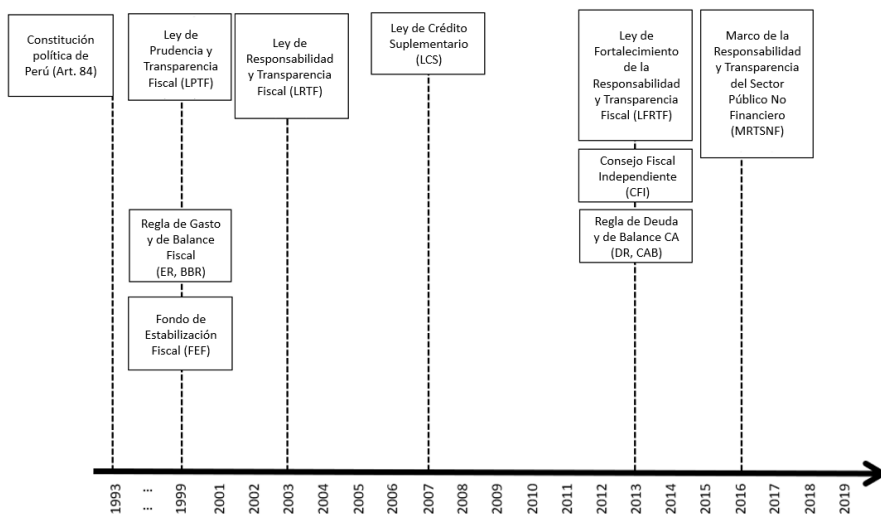 Constitución
política de
Perú (Art. 84)
Ley de
Prudencia y
Transparencia
Fiscal (LPTF)
Ley de
Responsabilidad
y Transparencia
Fiscal (LRTF)
Ley de Crédito
Suplementario
(LCS)
Ley de
Fortalecimiento
de la
Responsabilidad
y Transparencia
Fiscal (LFRTF)
Marco de la
Responsabilidad
y Transparencia
del Sector
Público No
Financiero
(MRTSNF)
Consejo Fiscal
Independiente
(CFI)
Regla de Gasto
y de Balance
Fiscal
(ER, BBR)
Regla de Deuda
y de Balance CA
(DR, CAB)
Fondo de
Estabilización
Fiscal (FEF)
1993
... ...
1999
2001
2002
2003
2004
2005
2006
2007
2008
2009
2010
2011
2012
2013
2014
2015
2016
2017
2018
2019